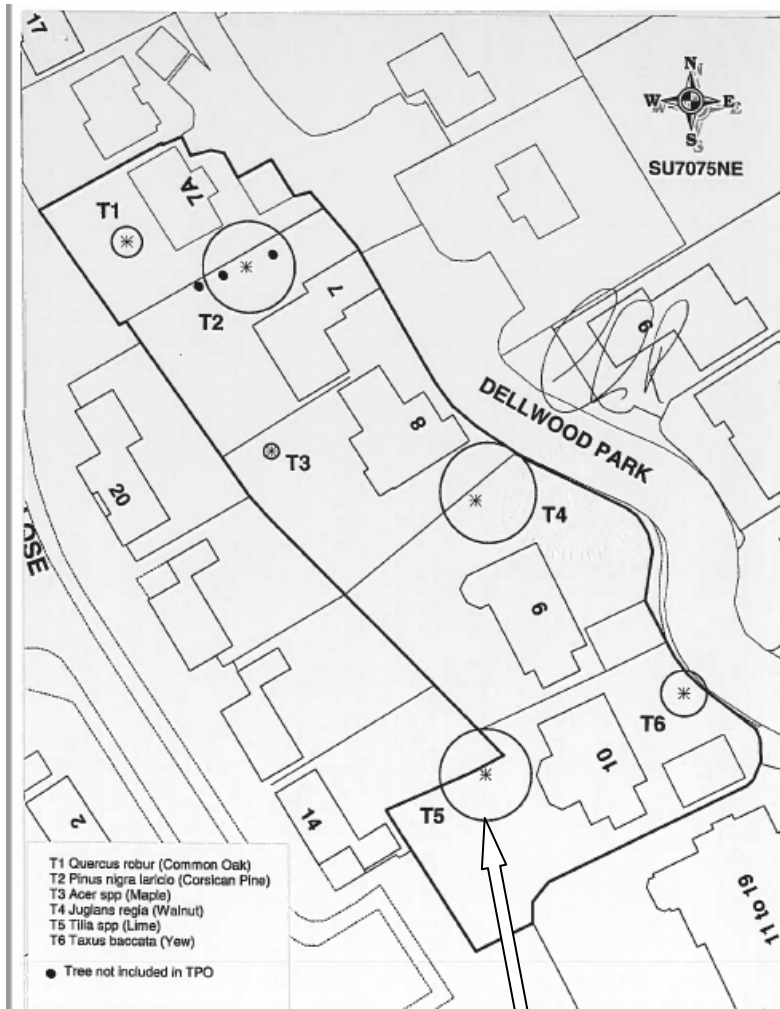 17
N
W E
S
SU7075NE
7A
T1
T2
7
6
DELLWOOD PARK
8
T3
20
T4
OSE
9
T6
10
T5
14
2
11 to 19
T1 Quercus robur (Common Oak)
T2 Pinus nigra laricio (Corsican Pine)
T3 Acer spp (Maple)
T4 Juglans regia (Walnut)
T5 Tilia spp (Lime)
T6 Taxus baccata (Yew)
Tree not included in TPO